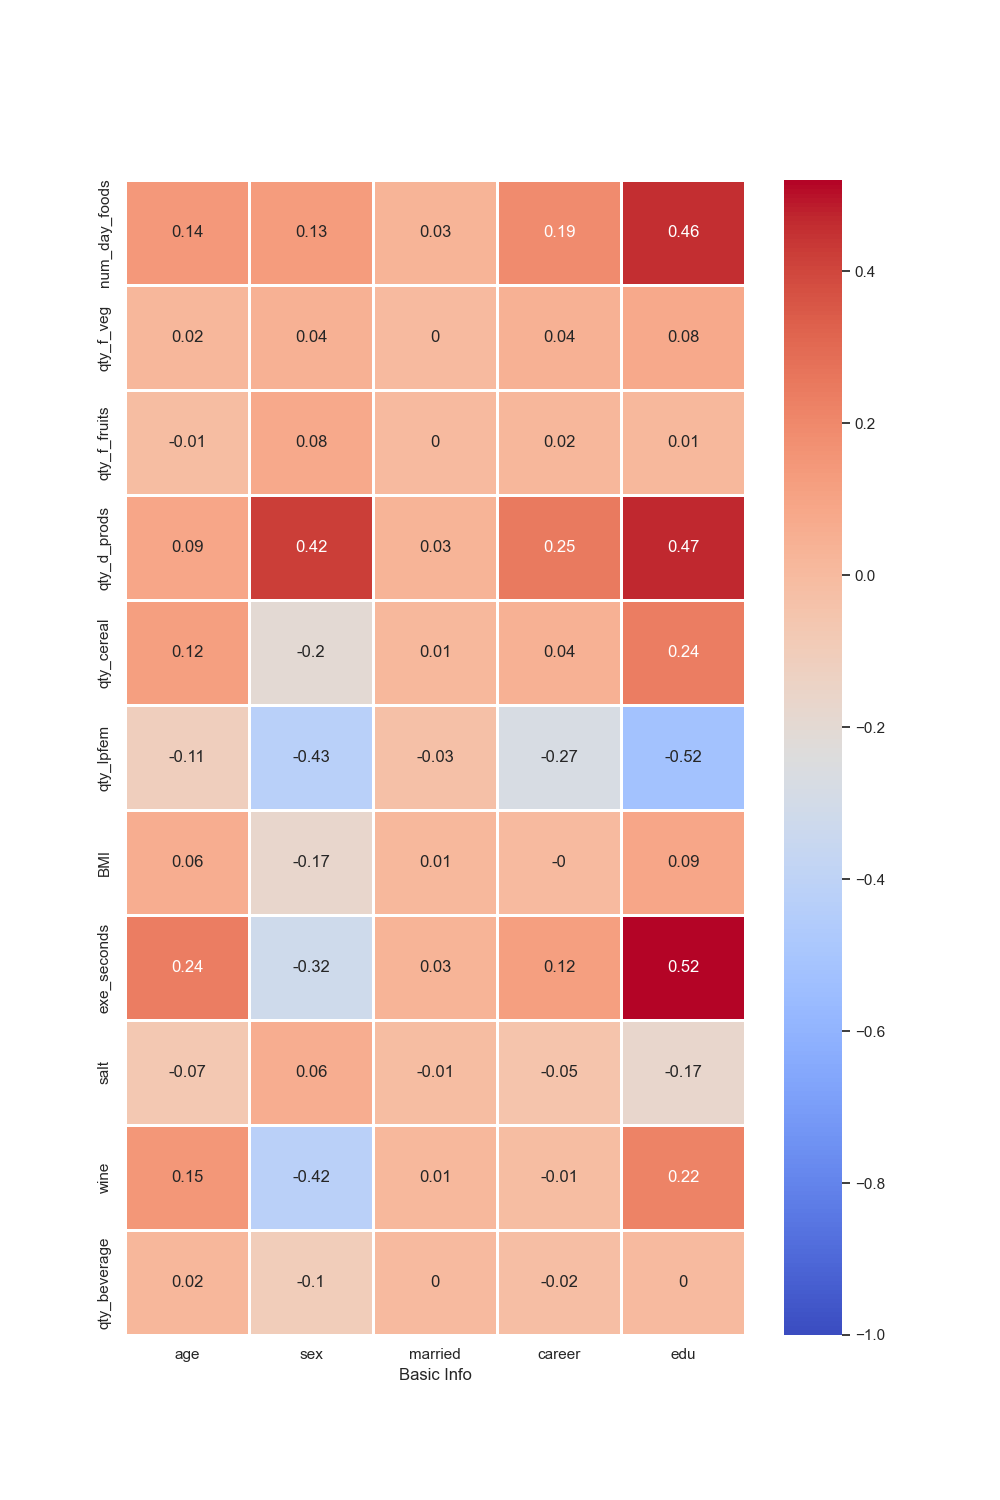 num_day_foods 0.14 0.13 0.03 0.19 0.46
qty_f_veg 0.02 0.04 0 0.04 0.08
qty_f_fruits -0.01 0.08 0 0.02 0.01
qty_d_prods 0.09 0.42 0.03 0.25 0.47
qty_cereal 0.12 -0.2 0.01 0.04 0.24
qty_lpfem -0.11 -0.43 -0.03 -0.27 -0.52
BMI 0.06 -0.17 0.01 -0 0.09
exe_seconds 0.24 -0.32 0.03 0.12 0.52
salt -0.07 0.06 -0.01 -0.05 -0.17
wine 0.15 -0.42 0.01 -0.01 0.22
qty_beverage 0.02 -0.1 0 -0.02 0
age sex married career edu
Basic Info
0.4
0.2
0.0
−0.2
−0.4
−0.6
−0.8
−1.0